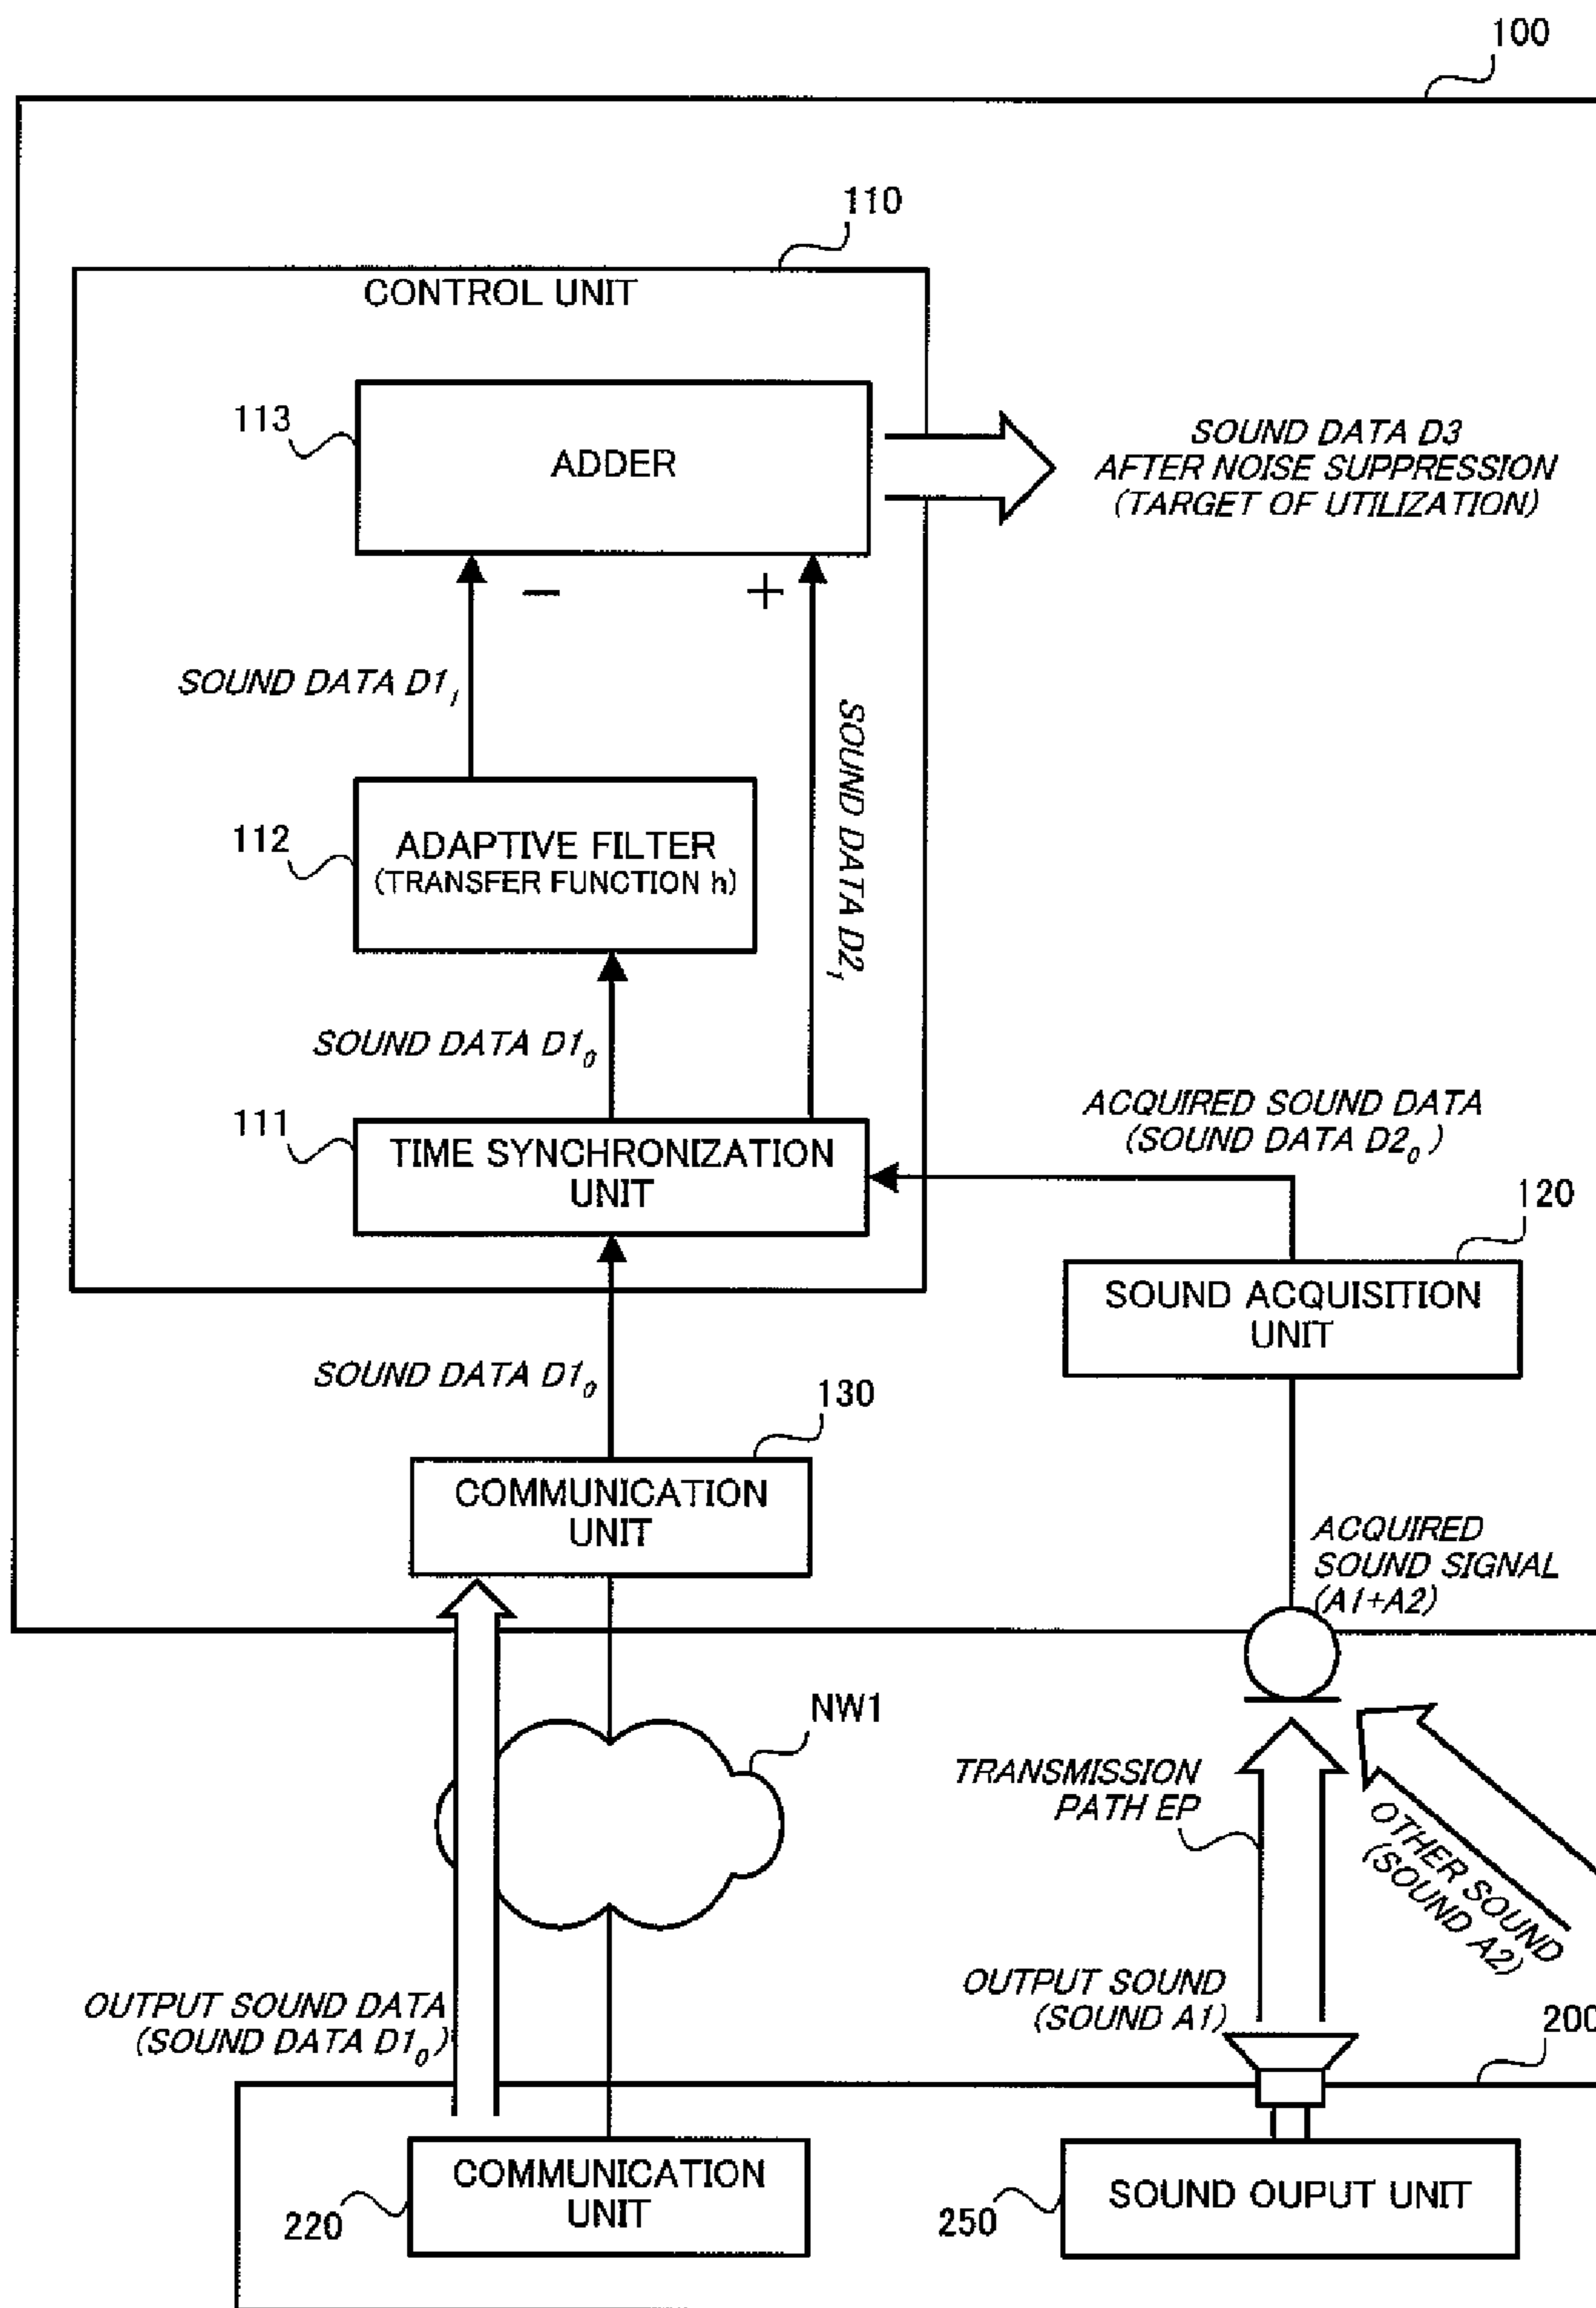 100
110
CONTROL UNIT
113
ADDER
SOUND DATA D3
AFTER NOISE SUPPRESSION
(TARGET OF UTILIZATION)
− +
SOUND DATA D1₁
SOUND DATA D2₁
112
ADAPTIVE FILTER
(TRANSFER FUNCTION h)
SOUND DATA D1₀
111
TIME SYNCHRONIZATION
UNIT
ACQUIRED SOUND DATA
(SOUND DATA D2₀)
120
SOUND ACQUISITION
UNIT
SOUND DATA D1₀
130
COMMUNICATION
UNIT
ACQUIRED
SOUND SIGNAL
(A1+A2)
NW1
TRANSMISSION
PATH EP
OTHER SOUND
(SOUND A2)
OUTPUT SOUND
(SOUND A1)
OUTPUT SOUND DATA
(SOUND DATA D1₀)
200
COMMUNICATION
UNIT
220
250
SOUND OUPUT UNIT